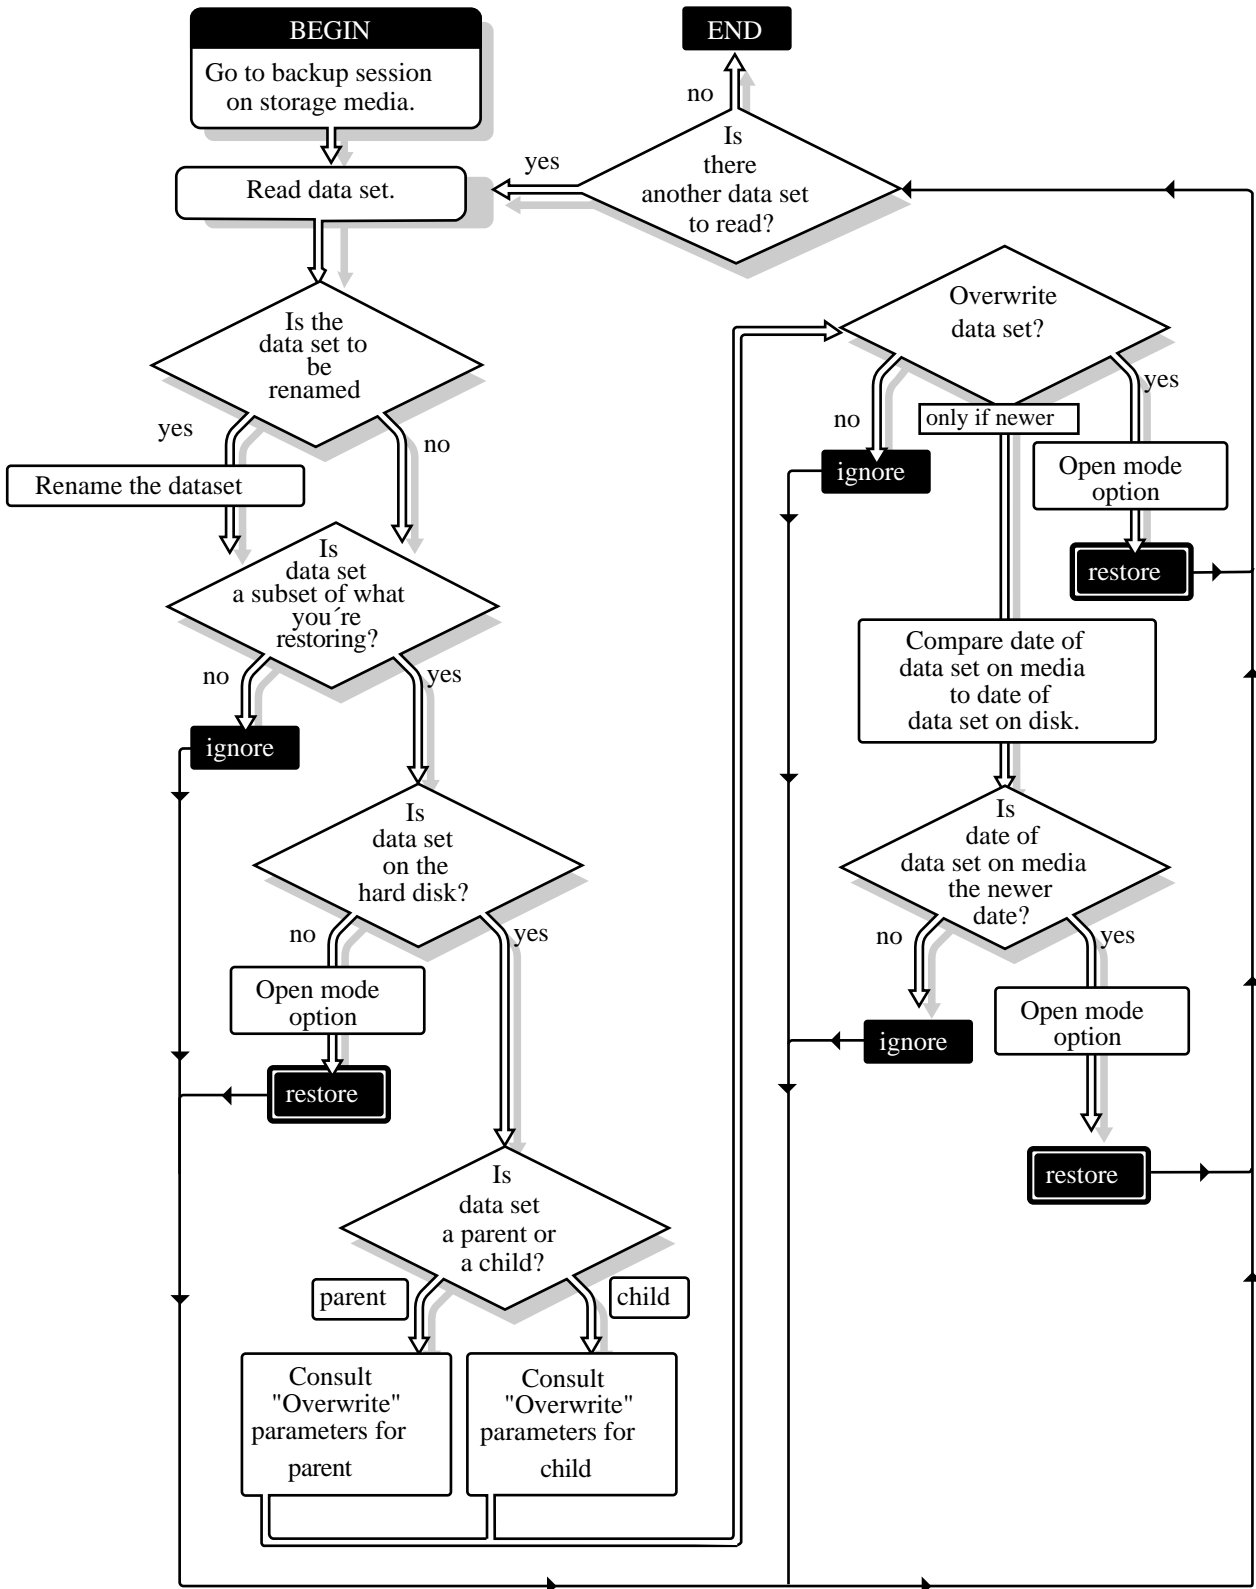 BEGIN
Go to backup session
on storage media.
END
no
Is
there
another data set
to read?
yes
Read data set.
Is the
data set to
be
renamed
yes
no
Rename the dataset
Is
data set
a subset of what
you´re
restoring?
no
yes
ignore
Is
data set
on the
hard disk?
no
yes
Open mode
option
restore
Is
data set
a parent or
a child?
parent
child
Consult
"Overwrite"
parameters for
parent
Consult
"Overwrite"
parameters for
child
Overwrite
data set?
no
only if newer
yes
ignore
Open mode
option
restore
Compare date of
data set on media
to date of
data set on disk.
Is
date of
data set on media
the newer
date?
no
yes
ignore
Open mode
option
restore